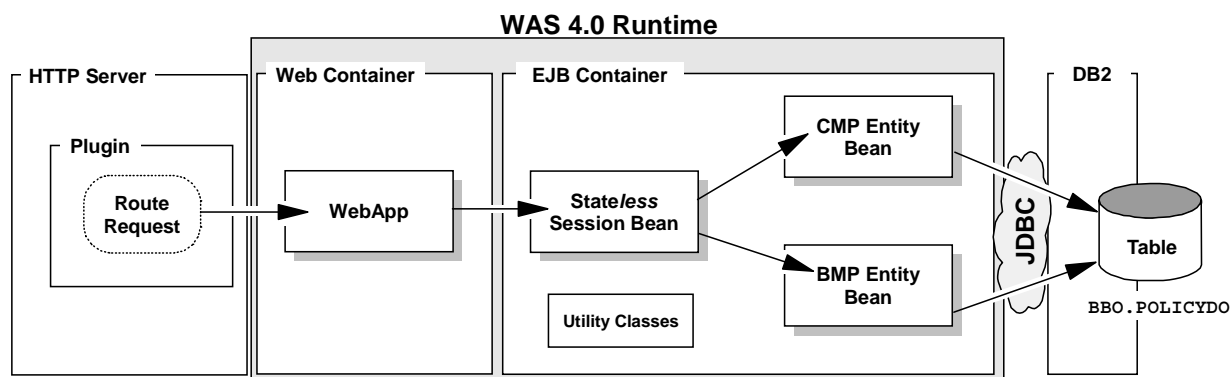 WAS 4.0 Runtime
HTTP Server
Web Container
EJB Container
DB2
Plugin
Route
Request
WebApp
Stateless
Session Bean
CMP Entity
Bean
BMP Entity
Bean
Utility Classes
JDBC
Table
BBO.POLICYDO